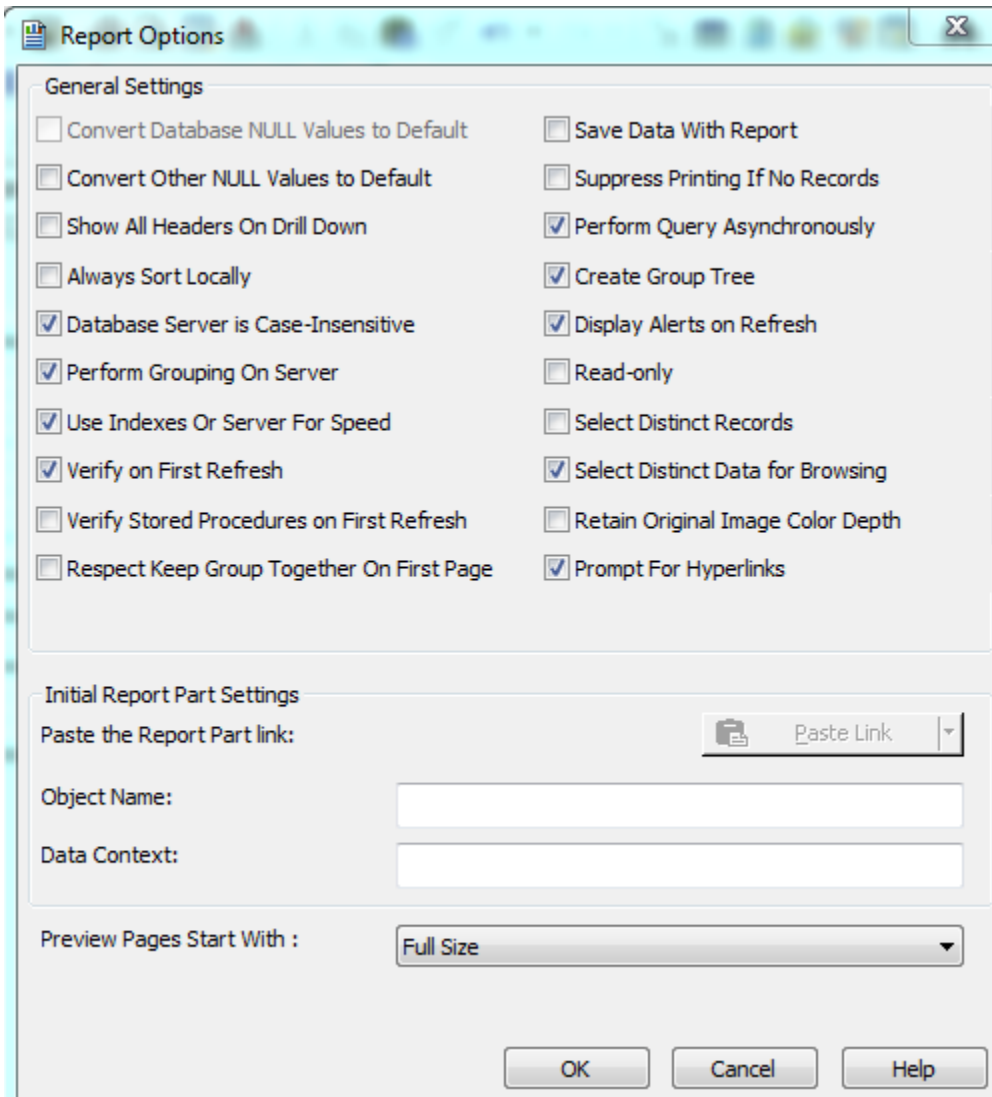 Report Options
General Settings
Convert Database NULL Values to Default
Convert Other NULL Values to Default
Show All Headers On Drill Down
Always Sort Locally
Database Server is Case-Insensitive
Perform Grouping On Server
Use Indexes Or Server For Speed
Verify on First Refresh
Verify Stored Procedures on First Refresh
Respect Keep Group Together On First Page
Save Data With Report
Suppress Printing If No Records
Perform Query Asynchronously
Create Group Tree
Display Alerts on Refresh
Read-only
Select Distinct Records
Select Distinct Data for Browsing
Retain Original Image Color Depth
Prompt For Hyperlinks
Initial Report Part Settings
Paste the Report Part link:
Paste Link
Object Name:
Data Context:
Preview Pages Start With :
Full Size
OK
Cancel
Help